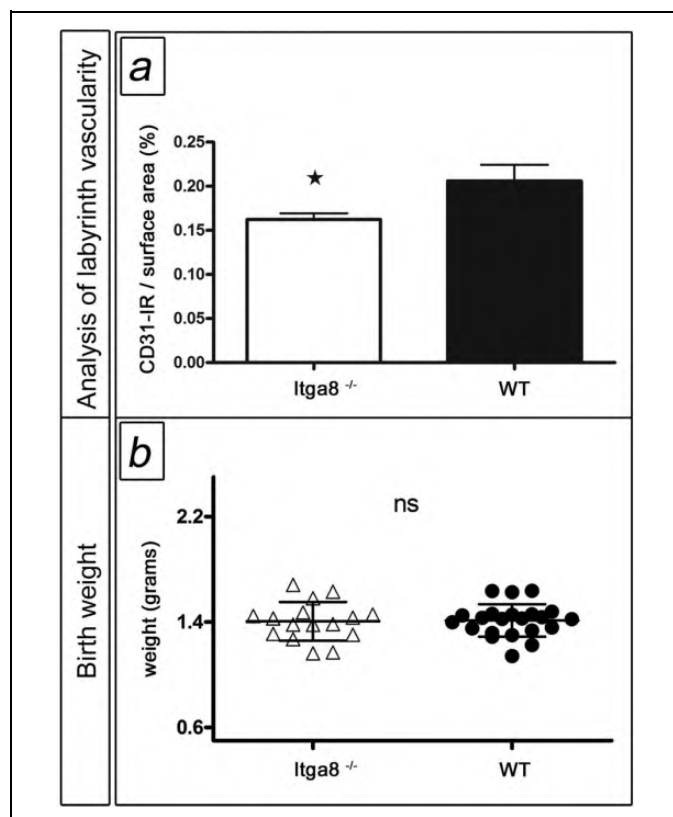 Analysis of labyrinth vascularity
a
CD31-IR / surface area (%)
0.25
0.20
0.15
0.10
0.05
0.00
★
Itga8 -/-
WT
Birth weight
b
weight (grams)
2.2
1.4
0.6
ns
Itga8 -/-
WT